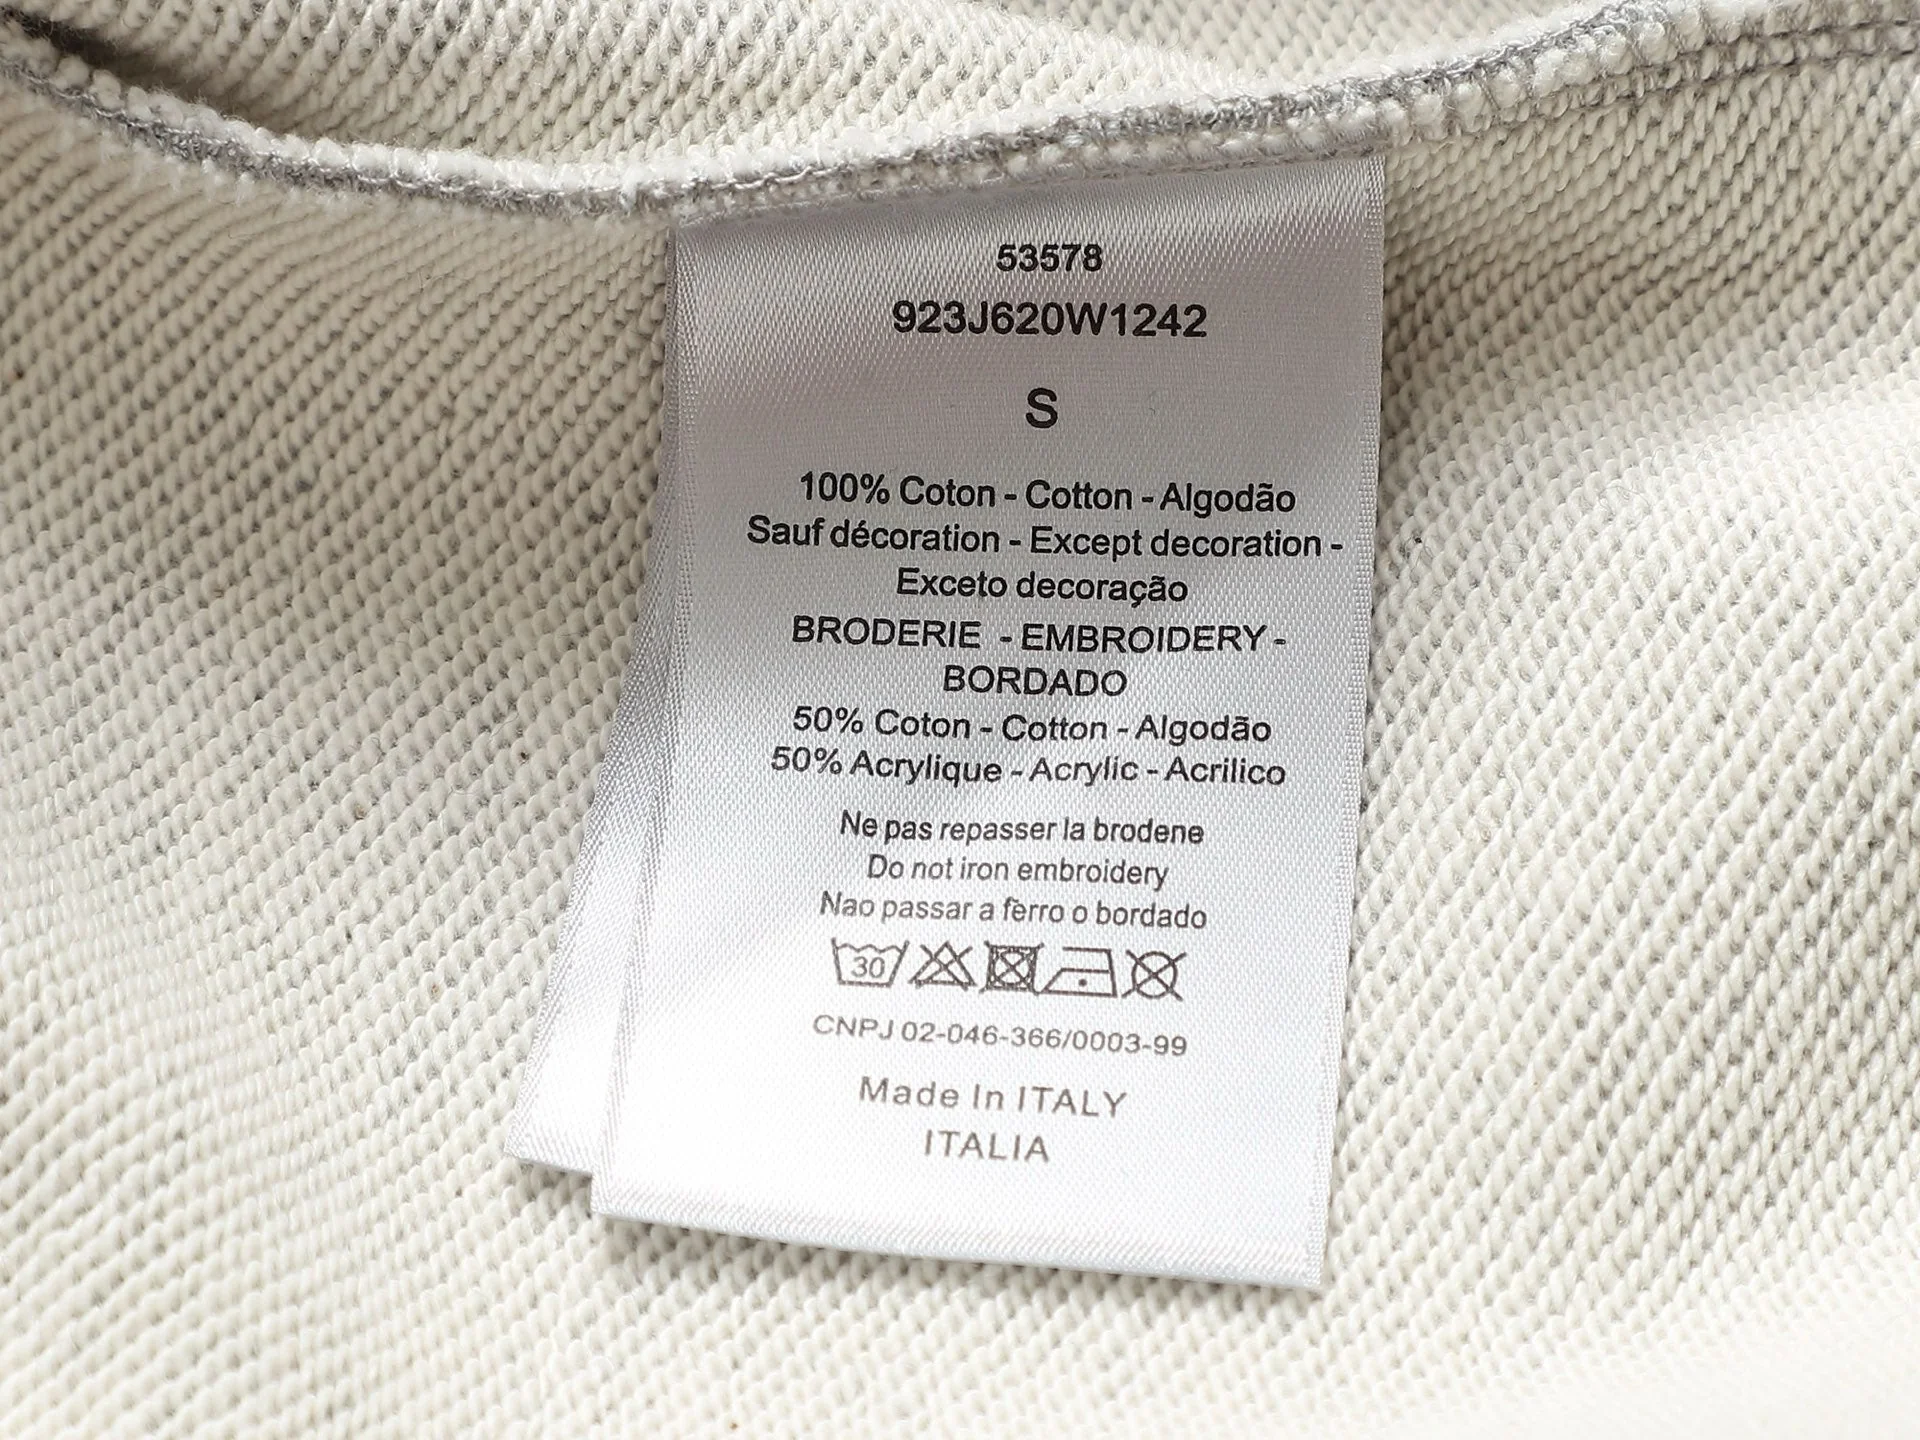 53578
923J620W1242
S
100% Coton - Cotton - Algodão
Sauf décoration - Except decoration -
Exceto decoração
BRODERIE - EMBROIDERY -
BORDADO
50% Coton - Cotton - Algodão
50% Acrylique - Acrylic - Acrilico
Ne pas repasser la brodene
Do not iron embroidery
Nao passar a fèrro o bordado
30
CNPJ 02-046-366/0003-99
Made In ITALY
ITALIA